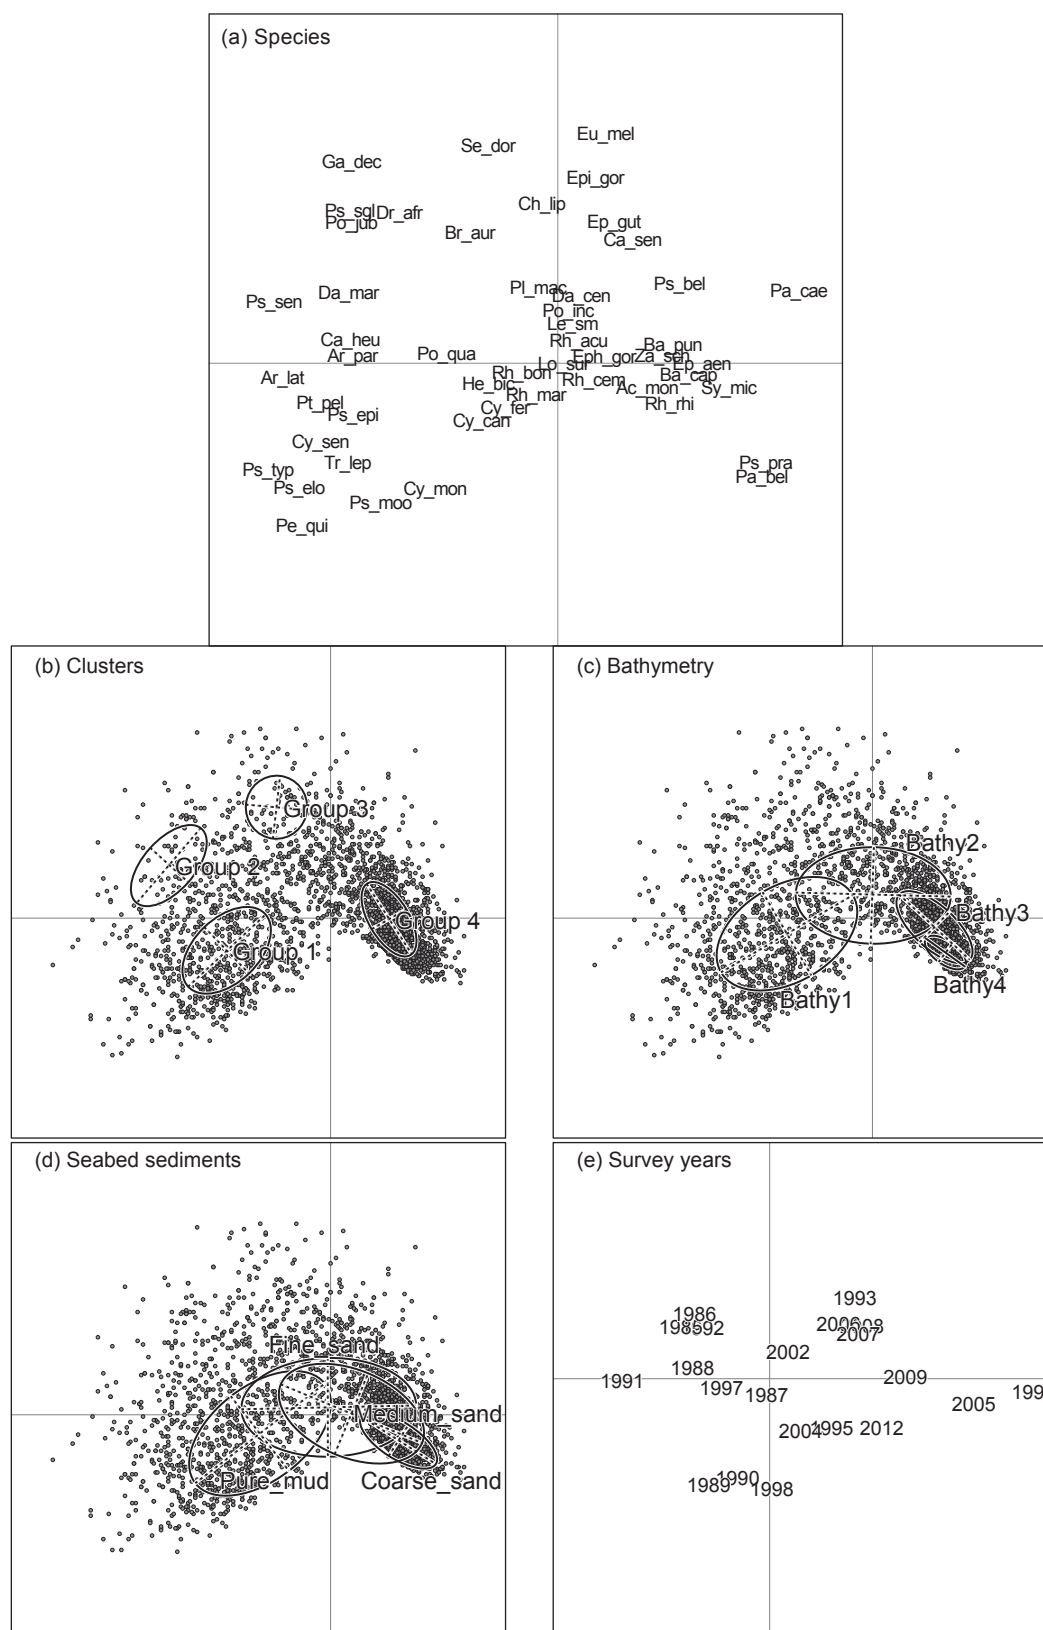 (a) Species
Eu_mel
Se_dor
Ga_dec
Epi_gor
Ch_lip
Ps_sgl
Dr_afr
Po_jub
Ep_gut
Br_aur
Ca_sen
Ps_bel
Pl_mac
Pa_cae
Da_mar
Da_cen
Ps_sen
Po_inc
Le_sm
Ca_heu
Rh_acu
Ba_pun
Ar_par
Po_qua
Eph_gor
Za_sen
Lo_sur
Ep_aen
Rh_bon
Ba_cap
Ar_lat
Rh_cem
He_bic
Ac_mon
Sy_mic
Rh_mar
Pt_pel
Rh_rhi
Cy_fer
Ps_epi
Cy_can
Cy_sen
Tr_lep
Ps_pra
Ps_typ
Pa_bel
Ps_elo
Cy_mon
Ps_moo
Pe_qui
(b) Clusters
Group 3
Group 2
Group 4
Group 1
(c) Bathymetry
Bathy2
Bathy3
Bathy4
Bathy1
(d) Seabed sediments
Fine_sand
Medium_sand
Pure_mud
Coarse_sand
(e) Survey years
1993
1986
2006
2007
2002
1988
2009
1991
1997
1987
2005
2004
1995
2012
1990
1989
1998